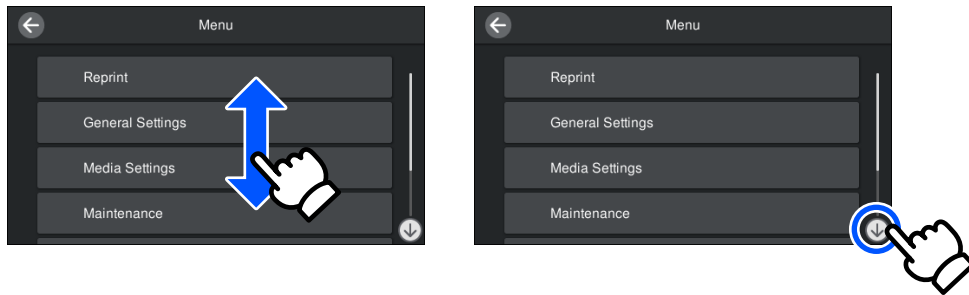 Menu
Reprint
General Settings
Media Settings
Maintenance
Menu
Reprint
General Settings
Media Settings
Maintenance